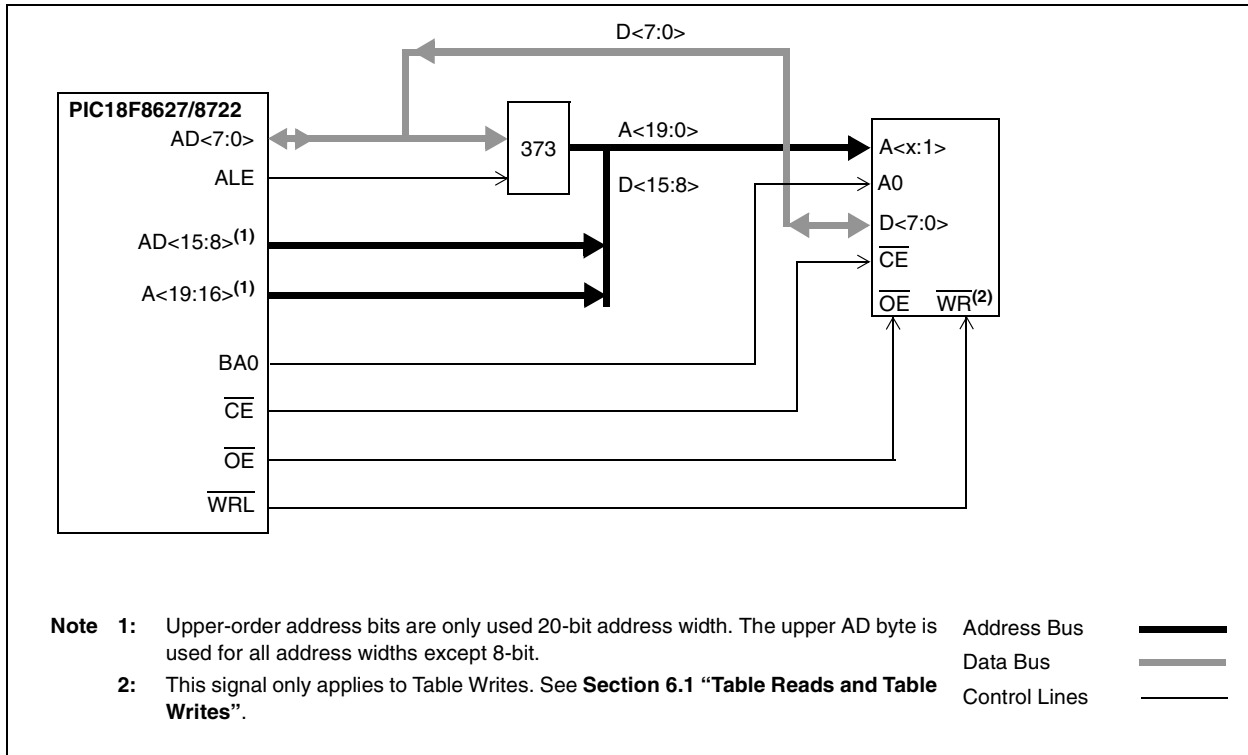 D<7:0>
PIC18F8627/8722
AD<7:0>
373
A<19:0>
A<x:1>
ALE
D<15:8>
A0
AD<15:8>(1)
D<7:0>
CE
A<19:16>(1)
OE WR(2)
BA0
CE
OE
WRL
Note 1: Upper-order address bits are only used 20-bit address width. The upper AD byte is
used for all address widths except 8-bit.
2: This signal only applies to Table Writes. See Section 6.1 “Table Reads and Table
Writes”.
Address Bus
Data Bus
Control Lines